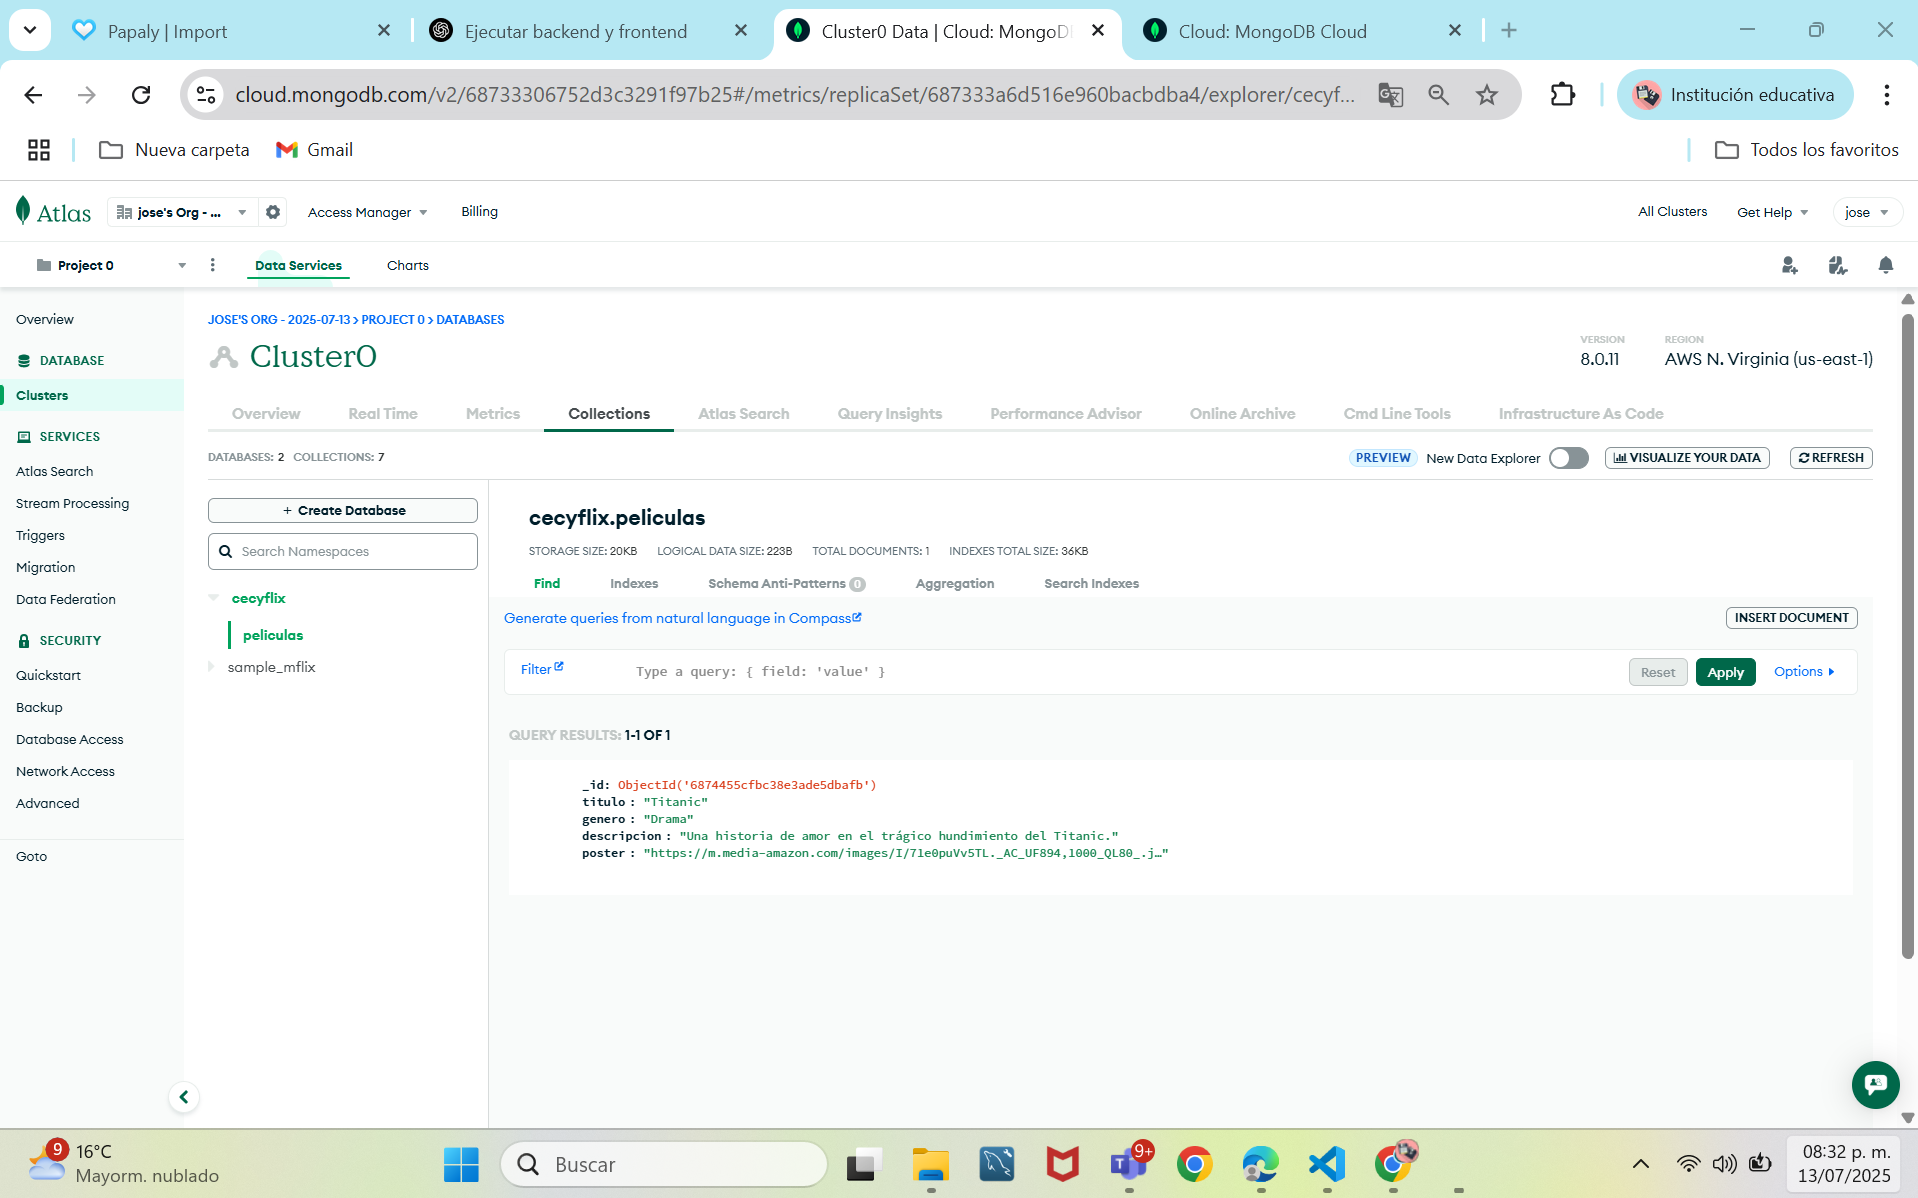 Papaly | Import
Ejecutar backend y frontend
Cluster0 Data | Cloud: MongoD
Cloud: MongoDB Cloud
cloud.mongodb.com/v2/68733306752d3c3291f97b25#/metrics/replicaSet/687333a6d516e960bacbdba4/explorer/cecyf...
Institución educativa
Nueva carpeta
Gmail
Todos los favoritos
Atlas
jose's Org - ...
Access Manager
Billing
All Clusters
Get Help
jose
Project 0
Data Services
Charts
Overview
DATABASE
Clusters
SERVICES
Atlas Search
Stream Processing
Triggers
Migration
Data Federation
SECURITY
Quickstart
Backup
Database Access
Network Access
Advanced
Goto
JOSE'S ORG - 2025-07-13 > PROJECT 0 > DATABASES
Cluster0
VERSION
8.0.11
REGION
AWS N. Virginia (us-east-1)
Overview
Real Time
Metrics
Collections
Atlas Search
Query Insights
Performance Advisor
Online Archive
Cmd Line Tools
Infrastructure As Code
DATABASES: 2 COLLECTIONS: 7
PREVIEW New Data Explorer
VISUALIZE YOUR DATA
REFRESH
+ Create Database
Search Namespaces
cecyflix
peliculas
sample_mflix
cecyflix.peliculas
STORAGE SIZE: 20KB LOGICAL DATA SIZE: 223B TOTAL DOCUMENTS: 1 INDEXES TOTAL SIZE: 36KB
Find
Indexes
Schema Anti-Patterns 0
Aggregation
Search Indexes
Generate queries from natural language in Compass
INSERT DOCUMENT
Filter
Type a query: { field: 'value' }
Reset
Apply
Options
QUERY RESULTS: 1-1 OF 1
_id: ObjectId('6874455cfbc38e3ade5dbafb')
titulo : "Titanic"
genero : "Drama"
descripcion : "Una historia de amor en el trágico hundimiento del Titanic."
poster : "https://m.media-amazon.com/images/I/71e0puVv5TL._AC_UF894,1000_QL80_.j…"
9
16°C
Mayorm. nublado
Buscar
9+
08:32 p. m.
13/07/2025